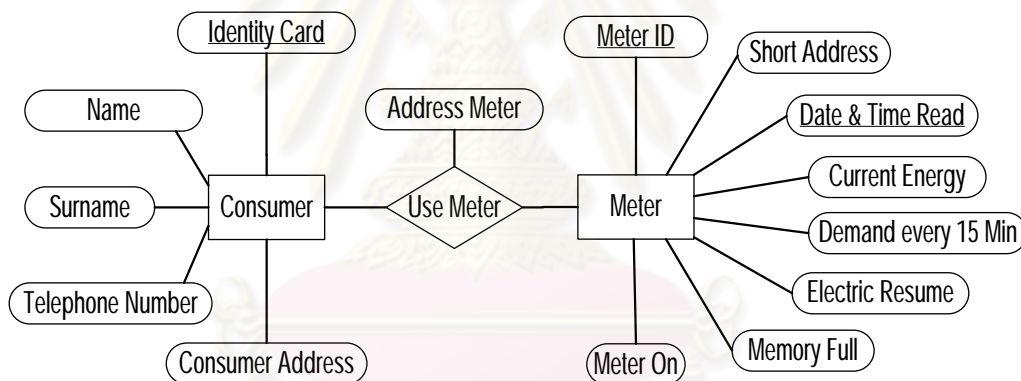 Identity Card
Meter ID
Short Address
Name
Address Meter
Date & Time Read
Current Energy
Surname
Consumer
Use Meter
Meter
Demand every 15 Min
Telephone Number
Electric Resume
Consumer Address
Meter On
Memory Full